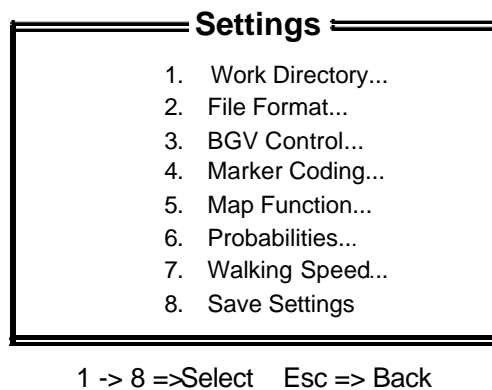 Settings
1. Work Directory...
2. File Format...
3. BGV Control...
4. Marker Coding...
5. Map Function...
6. Probabilities...
7. Walking Speed...
8. Save Settings
1 -> 8 =>Select Esc => Back